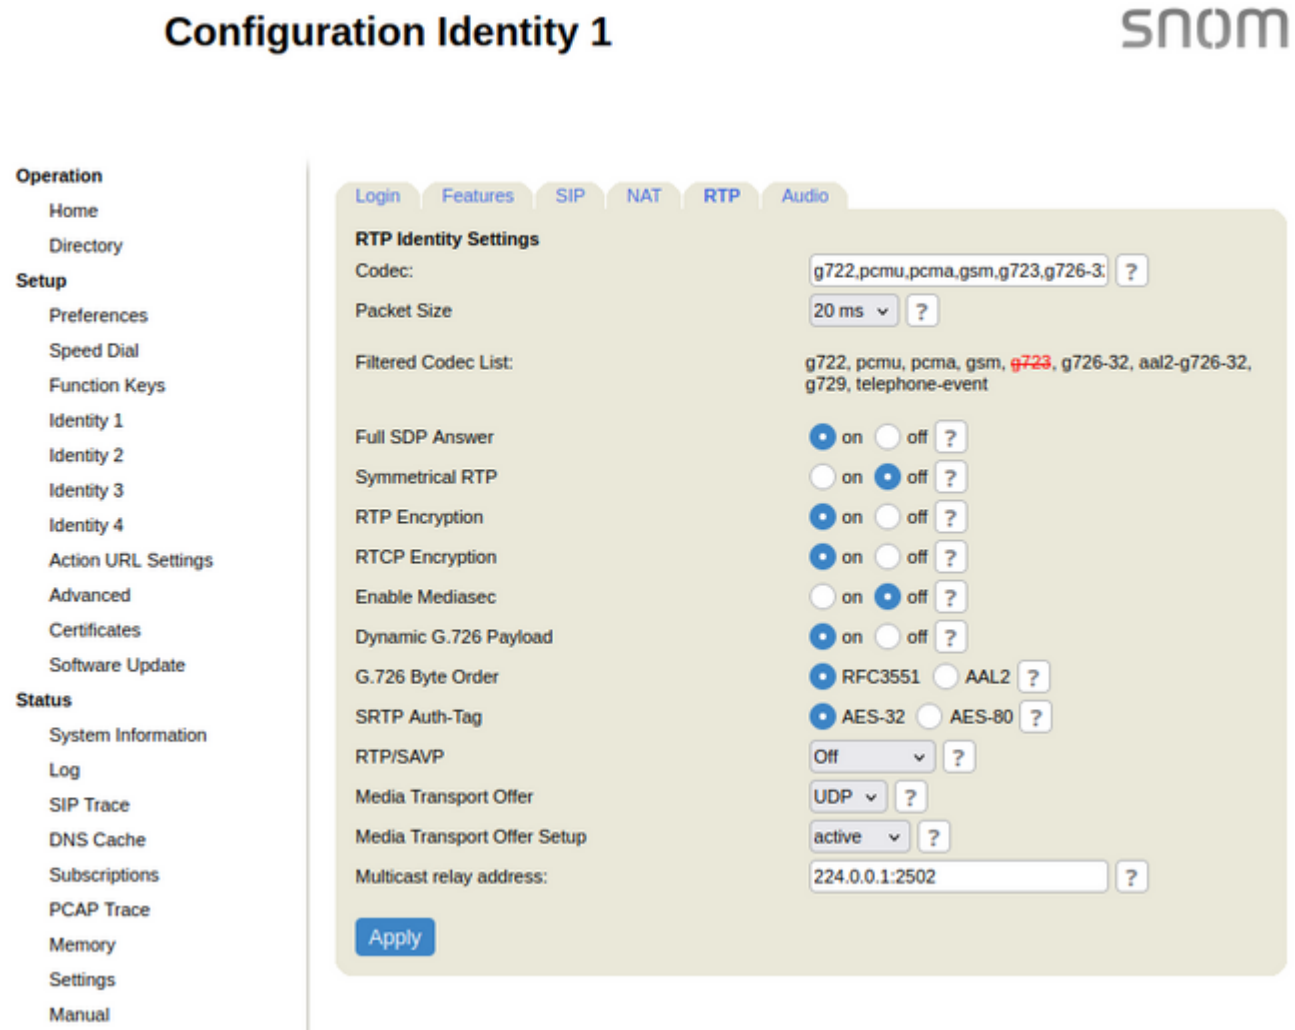 Configuration Identity 1
snom
Operation
Home
Directory
Setup
Preferences
Speed Dial
Function Keys
Identity 1
Identity 2
Identity 3
Identity 4
Action URL Settings
Advanced
Certificates
Software Update
Status
System Information
Log
SIP Trace
DNS Cache
Subscriptions
PCAP Trace
Memory
Settings
Manual
Login Features SIP NAT RTP Audio
RTP Identity Settings
Codec: g722,pcmu,pcma,gsm,g723,g726-3 ?
Packet Size 20 ms ?
Filtered Codec List: g722, pcmu, pcma, gsm, g723, g726-32, aal2-g726-32,
g729, telephone-event
Full SDP Answer on off ?
Symmetrical RTP on off ?
RTP Encryption on off ?
RTCP Encryption on off ?
Enable Mediasec on off ?
Dynamic G.726 Payload on off ?
G.726 Byte Order RFC3551 AAL2 ?
SRTP Auth-Tag AES-32 AES-80 ?
RTP/SAVP Off ?
Media Transport Offer UDP ?
Media Transport Offer Setup active ?
Multicast relay address: 224.0.0.1:2502 ?
Apply